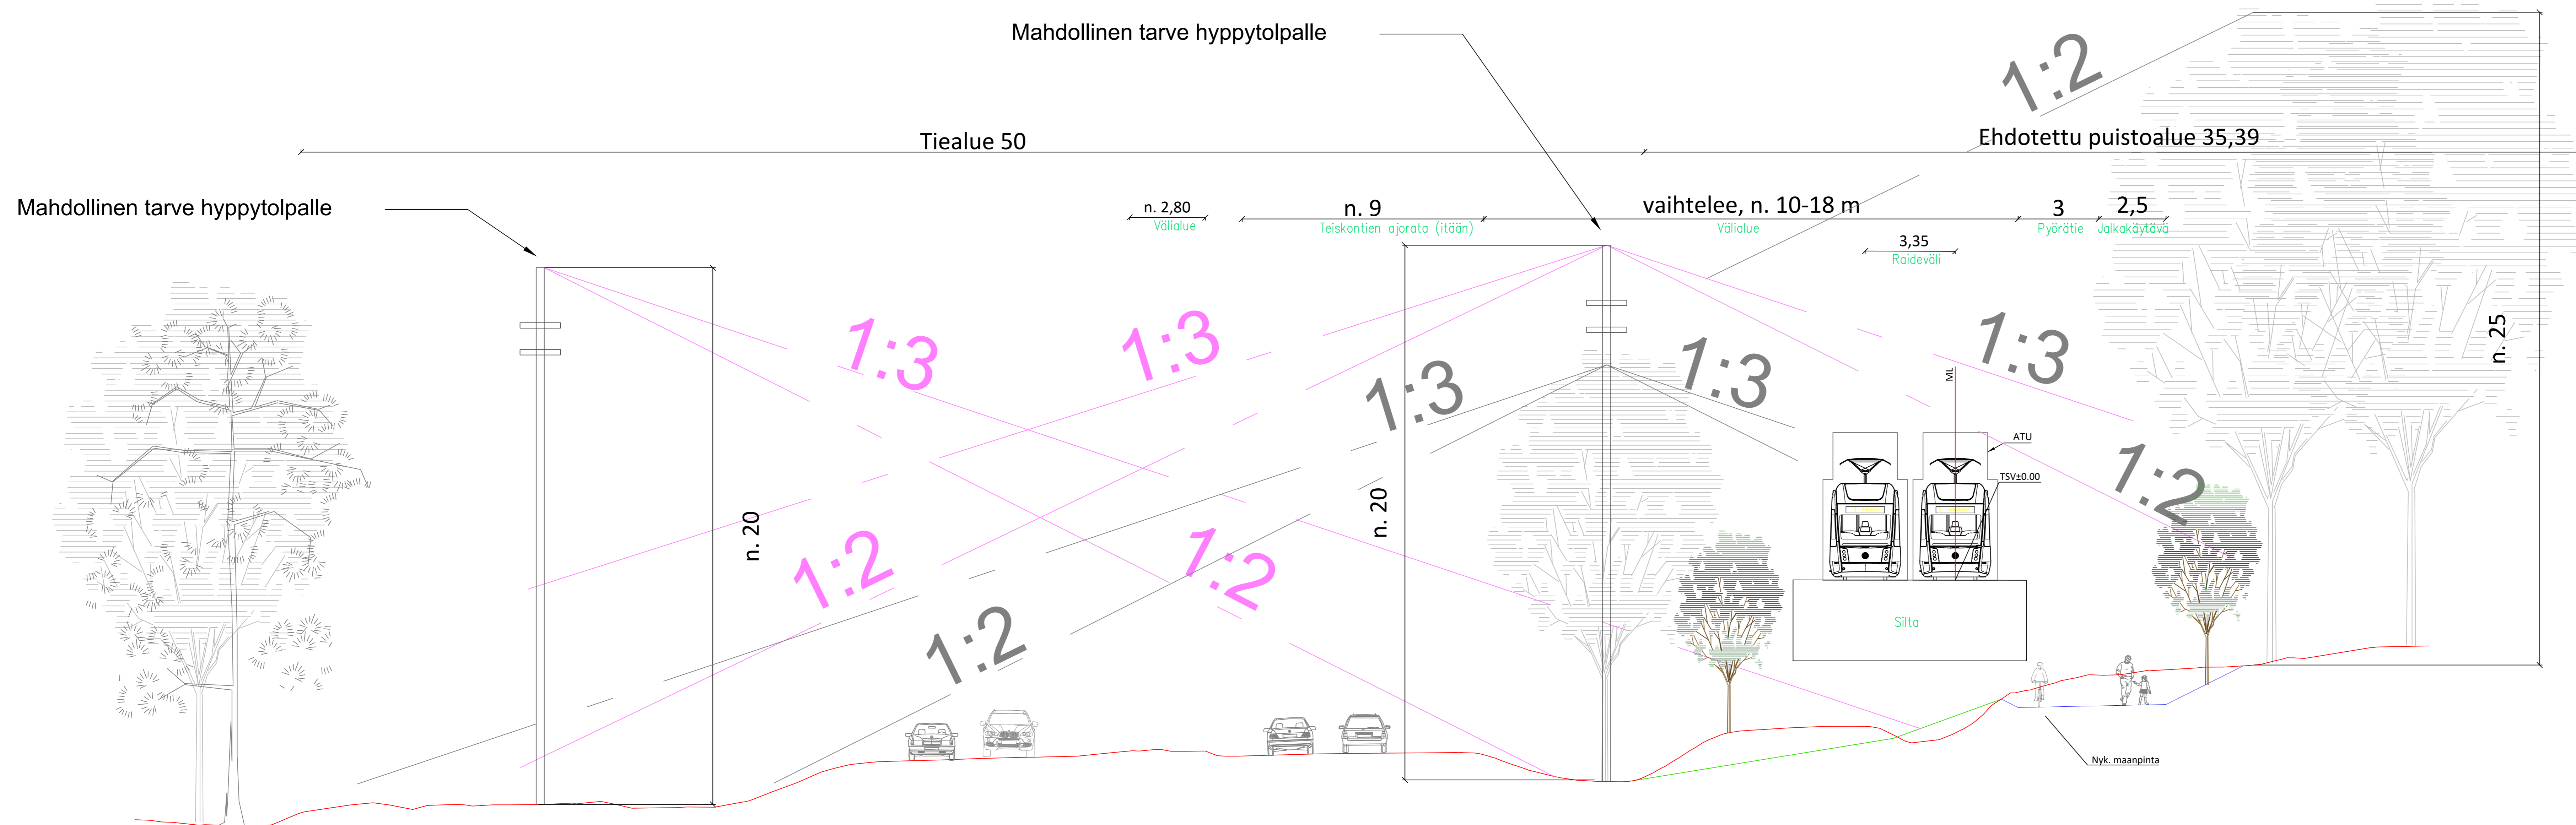 Mahdollinen tarve hyppytolpalle
1:2
Tiealue 50
Ehdotettu puistoalue 35,39
Mahdollinen tarve hyppytolpalle
n. 2,80
Välialue
n. 9
Teiskontien ajorata (itään)
vaihtelee, n. 10-18 m
Välialue
3
Pyörätie
2,5
Jalkakäytävä
3,35
Raideväli
1:3
1:3
1:3
1:3
1:3
n. 25
ML
ATU
TSV±0.00
1:2
n. 20
n. 20
1:2
1:2
1:2
Silta
Nyk. maanpinta